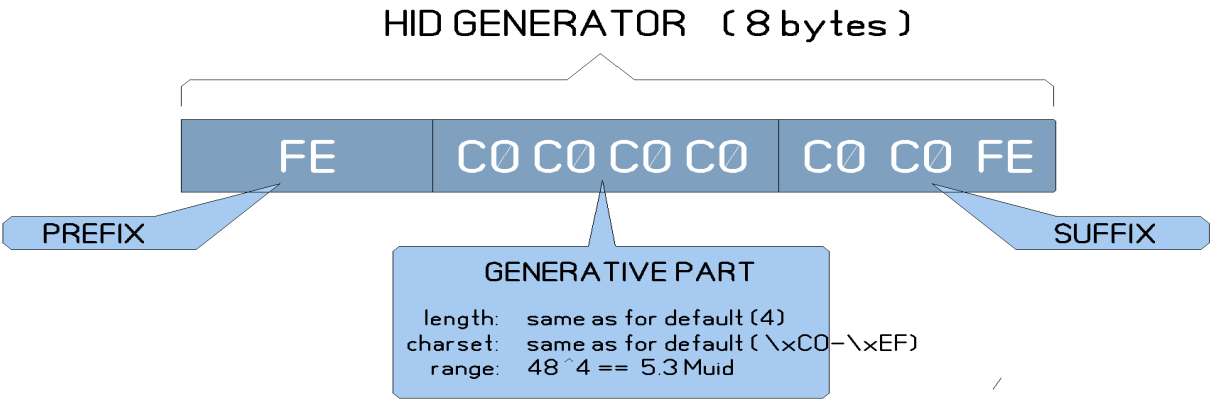 HID GENERATOR ( 8 bytes )
FE C0 C0 C0 C0 C0 C0 FE
PREFIX
SUFFIX
GENERATIVE PART
length: same as for default (4)
charset: same as for default ( \xC0-\xEF)
range: 48^4 == 5.3 Muid